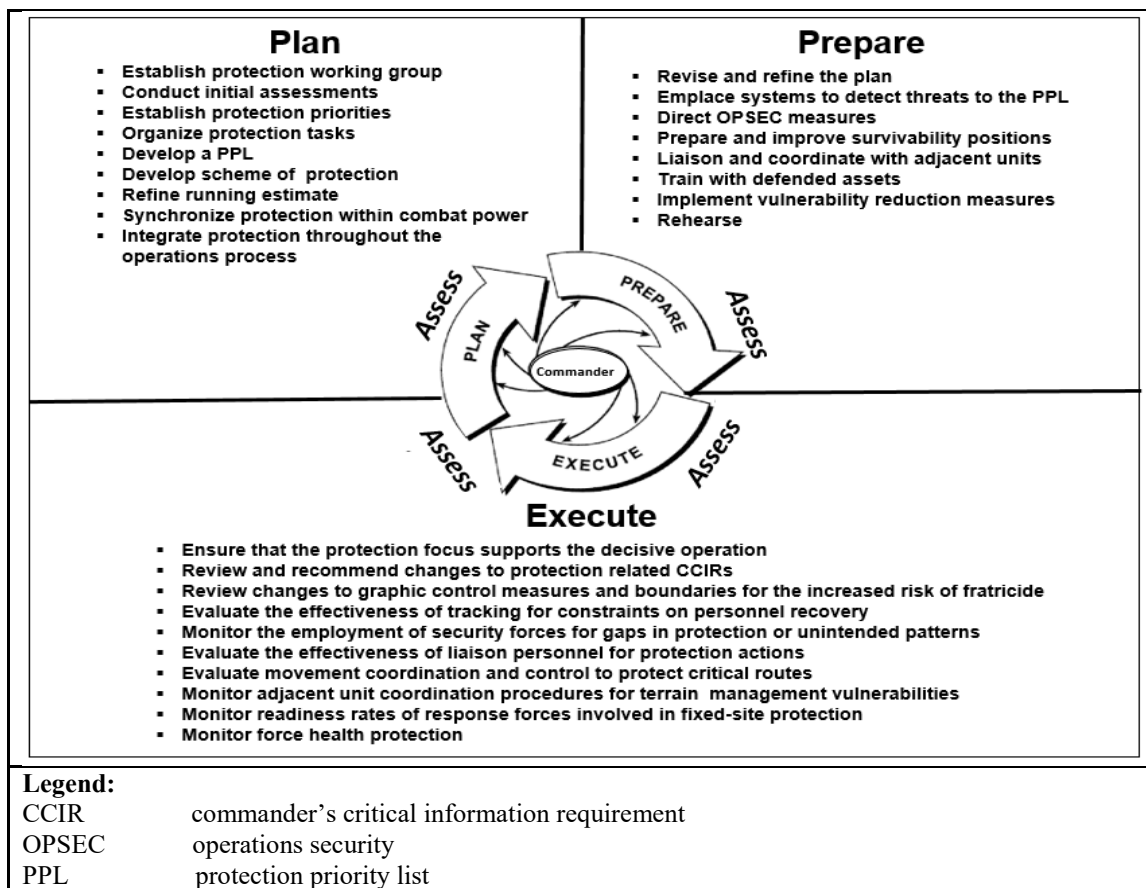 Plan
▪ Establish protection working group
▪ Conduct initial assessments
▪ Establish protection priorities
▪ Organize protection tasks
▪ Develop a PPL
▪ Develop scheme of protection
▪ Refine running estimate
▪ Synchronize protection within combat power
▪ Integrate protection throughout the
operations process
Prepare
▪ Revise and refine the plan
▪ Emplace systems to detect threats to the PPL
▪ Direct OPSEC measures
▪ Prepare and improve survivability positions
▪ Liaison and coordinate with adjacent units
▪ Train with defended assets
▪ Implement vulnerability reduction measures
▪ Rehearse
Assess
PLAN
PREPARE
Assess
Commander
Assess
EXECUTE
Assess
Execute
▪ Ensure that the protection focus supports the decisive operation
▪ Review and recommend changes to protection related CCIRs
▪ Review changes to graphic control measures and boundaries for the increased risk of fratricide
▪ Evaluate the effectiveness of tracking for constraints on personnel recovery
▪ Monitor the employment of security forces for gaps in protection or unintended patterns
▪ Evaluate the effectiveness of liaison personnel for protection actions
▪ Evaluate movement coordination and control to protect critical routes
▪ Monitor adjacent unit coordination procedures for terrain management vulnerabilities
▪ Monitor readiness rates of response forces involved in fixed-site protection
▪ Monitor force health protection
Legend:
CCIR commander's critical information requirement
OPSEC operations security
PPL protection priority list